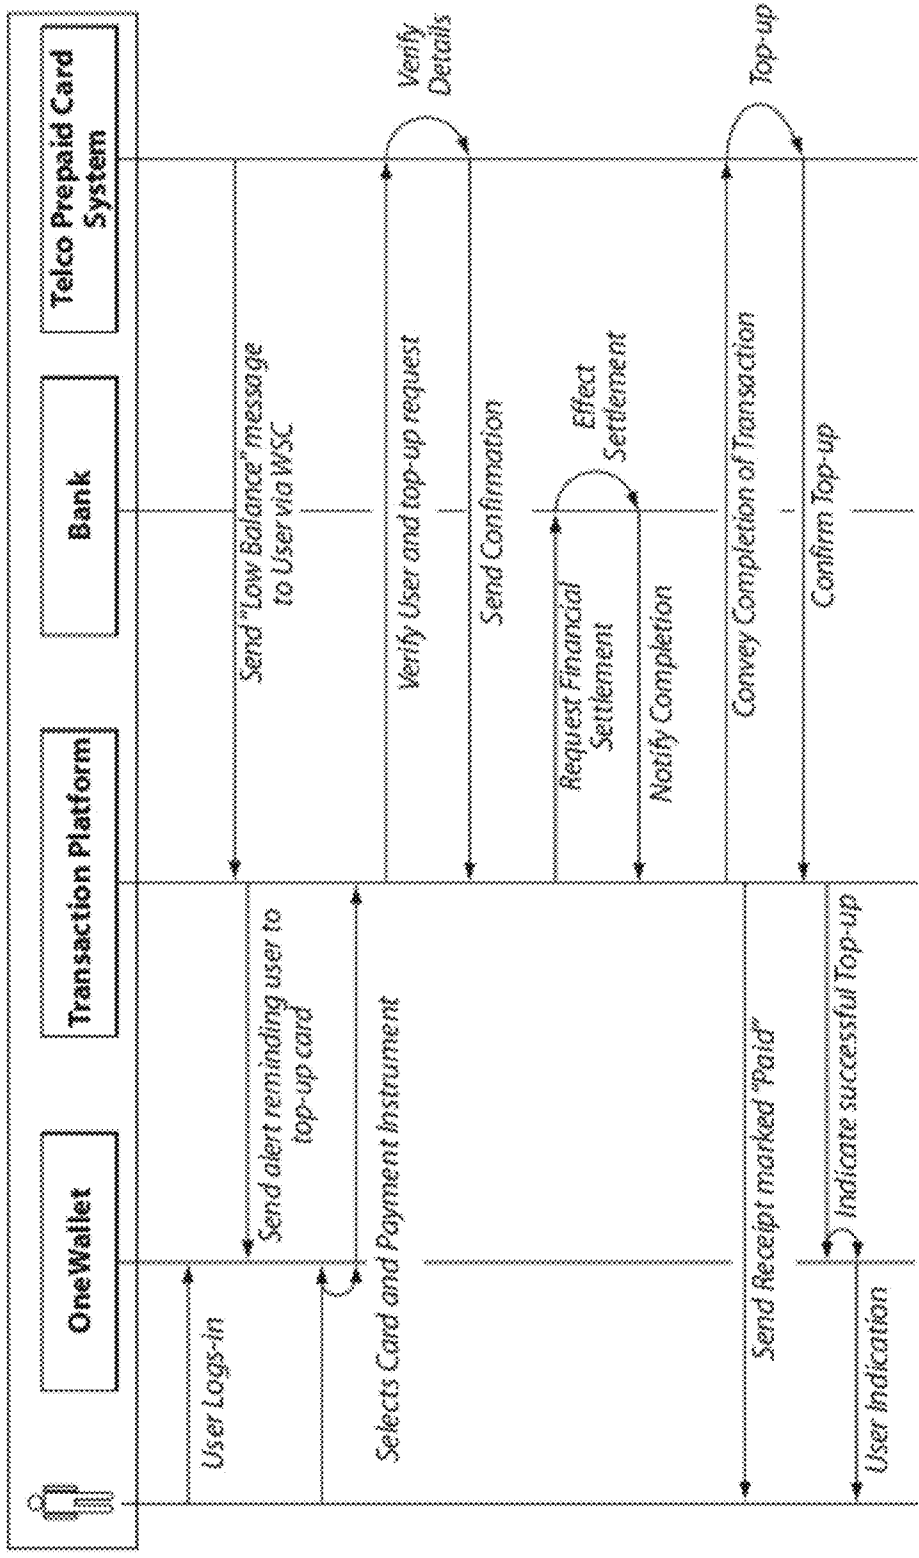 OneWallet
Transaction Platform
Bank
Telco Prepaid Card
System
User Logs-in
Send "Low Balance" message
to User via WSC
Send alert reminding user to
top-up card
Selects Card and Payment Instrument
Verify User and top-up request
Verify
Details
Send Confirmation
Request Financial
Settlement
Effect
Settlement
Notify Completion
Convey Completion of Transaction
Top-up
Send Receipt marked "Paid"
Confirm Top-up
Indicate successful Top-up
User Indication